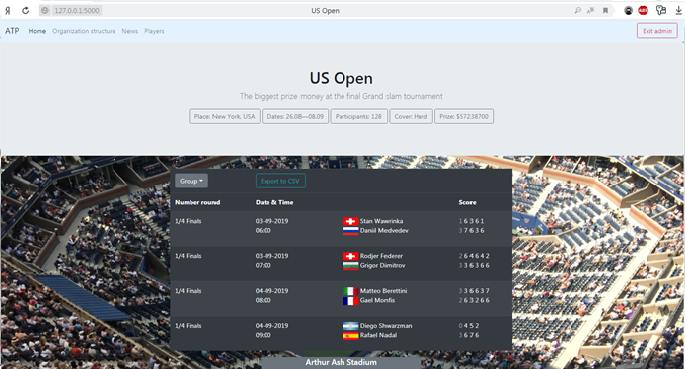 127.0.0.1:5000
US Open
ATP Home Organization structure News Players
Exit admin
US Open
The biggest prize money at the final Grand slam tournament
Place: New York, USA Dates: 26.08—08.09 Participants: 128 Cover: Hard Prize: $57238700
Group Export to CSV
Number round Date & Time Score
1/4 Finals 03-09-2019 Stan Wawrinka 1 6 3 6 1
06:00 Daniil Medvedev 3 7 6 3 6
1/4 Finals 03-09-2019 Rodjer Federer 2 6 4 6 4 2
07:00 Grigor Dimitrov 3 3 6 3 6 6
1/4 Finals 04-09-2019 Matteo Berettini 3 3 6 6 3 7
08:00 Gael Monfis 2 6 3 2 6 6
1/4 Finals 04-09-2019 Diego Shwarzman 0 4 5 2
09:00 Rafael Nadal 3 6 7 6
Arthur Ash Stadium